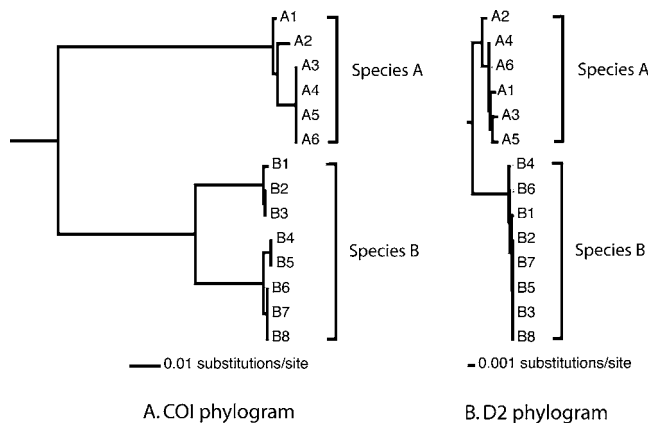 A1
A2
A3
A4
A5
A6
Species A
B1
B2
B3
B4
B5
B6
B7
B8
Species B
0.01 substitutions/site
A. COI phylogram
A2
A4
A6
A1
A3
A5
Species A
B4
B6
B1
B2
B7
B5
B3
B8
Species B
0.001 substitutions/site
B. D2 phylogram